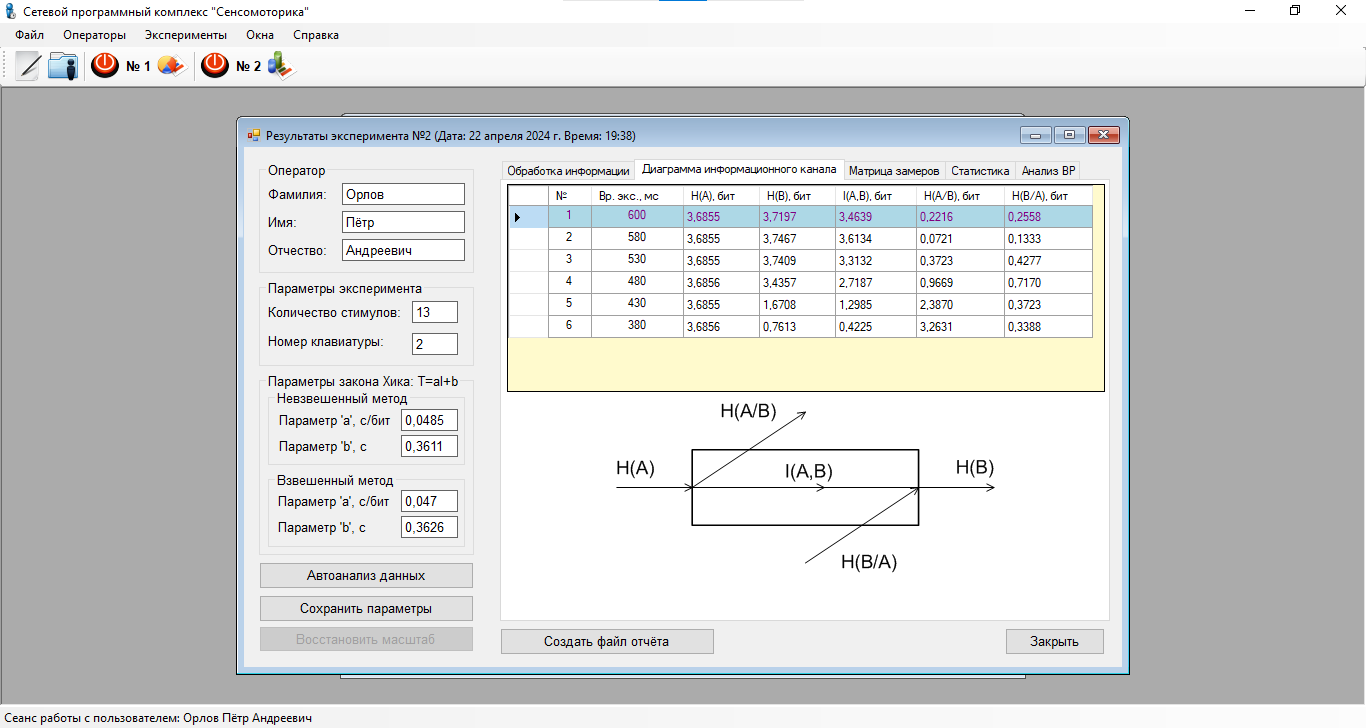 Сетевой программный комплекс "Сенсомоторика"
Файл Операторы Эксперименты Окна Справка
№ 1 № 2
Результаты эксперимента №2 (Дата: 22 апреля 2024 г. Время: 19:38)
Оператор
Фамилия: Орлов
Имя: Пётр
Отчество: Андреевич
Параметры эксперимента
Количество стимулов: 13
Номер клавиатуры: 2
Параметры закона Хика: T=aI+b
Невзвешенный метод
Параметр 'a', с/бит 0,0485
Параметр 'b', с 0,3611
Взвешенный метод
Параметр 'a', с/бит 0,047
Параметр 'b', с 0,3626
Автоанализ данных
Сохранить параметры
Восстановить масштаб
Обработка информации Диаграмма информационного канала Матрица замеров Статистика Анализ ВР
№ Вр. экс., мс H(A), бит H(B), бит I(A,B), бит H(A/B), бит H(B/A), бит
1 600 3,6855 3,7197 3,4639 0,2216 0,2558
2 580 3,6855 3,7467 3,6134 0,0721 0,1333
3 530 3,6855 3,7409 3,3132 0,3723 0,4277
4 480 3,6856 3,4357 2,7187 0,9669 0,7170
5 430 3,6855 1,6708 1,2985 2,3870 0,3723
6 380 3,6856 0,7613 0,4225 3,2631 0,3388
H(A/B)
H(A) I(A,B) H(B)
H(B/A)
Создать файл отчёта Закрыть
Сеанс работы с пользователем: Орлов Пётр Андреевич